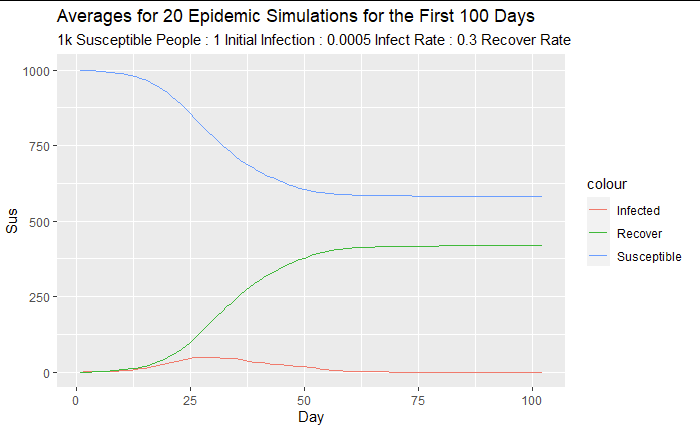 Averages for 20 Epidemic Simulations for the First 100 Days
1k Susceptible People : 1 Initial Infection : 0.0005 Infect Rate : 0.3 Recover Rate
1000
750
500
250
0
Sus
0 25 50 75 100
Day
colour
Infected
Recover
Susceptible